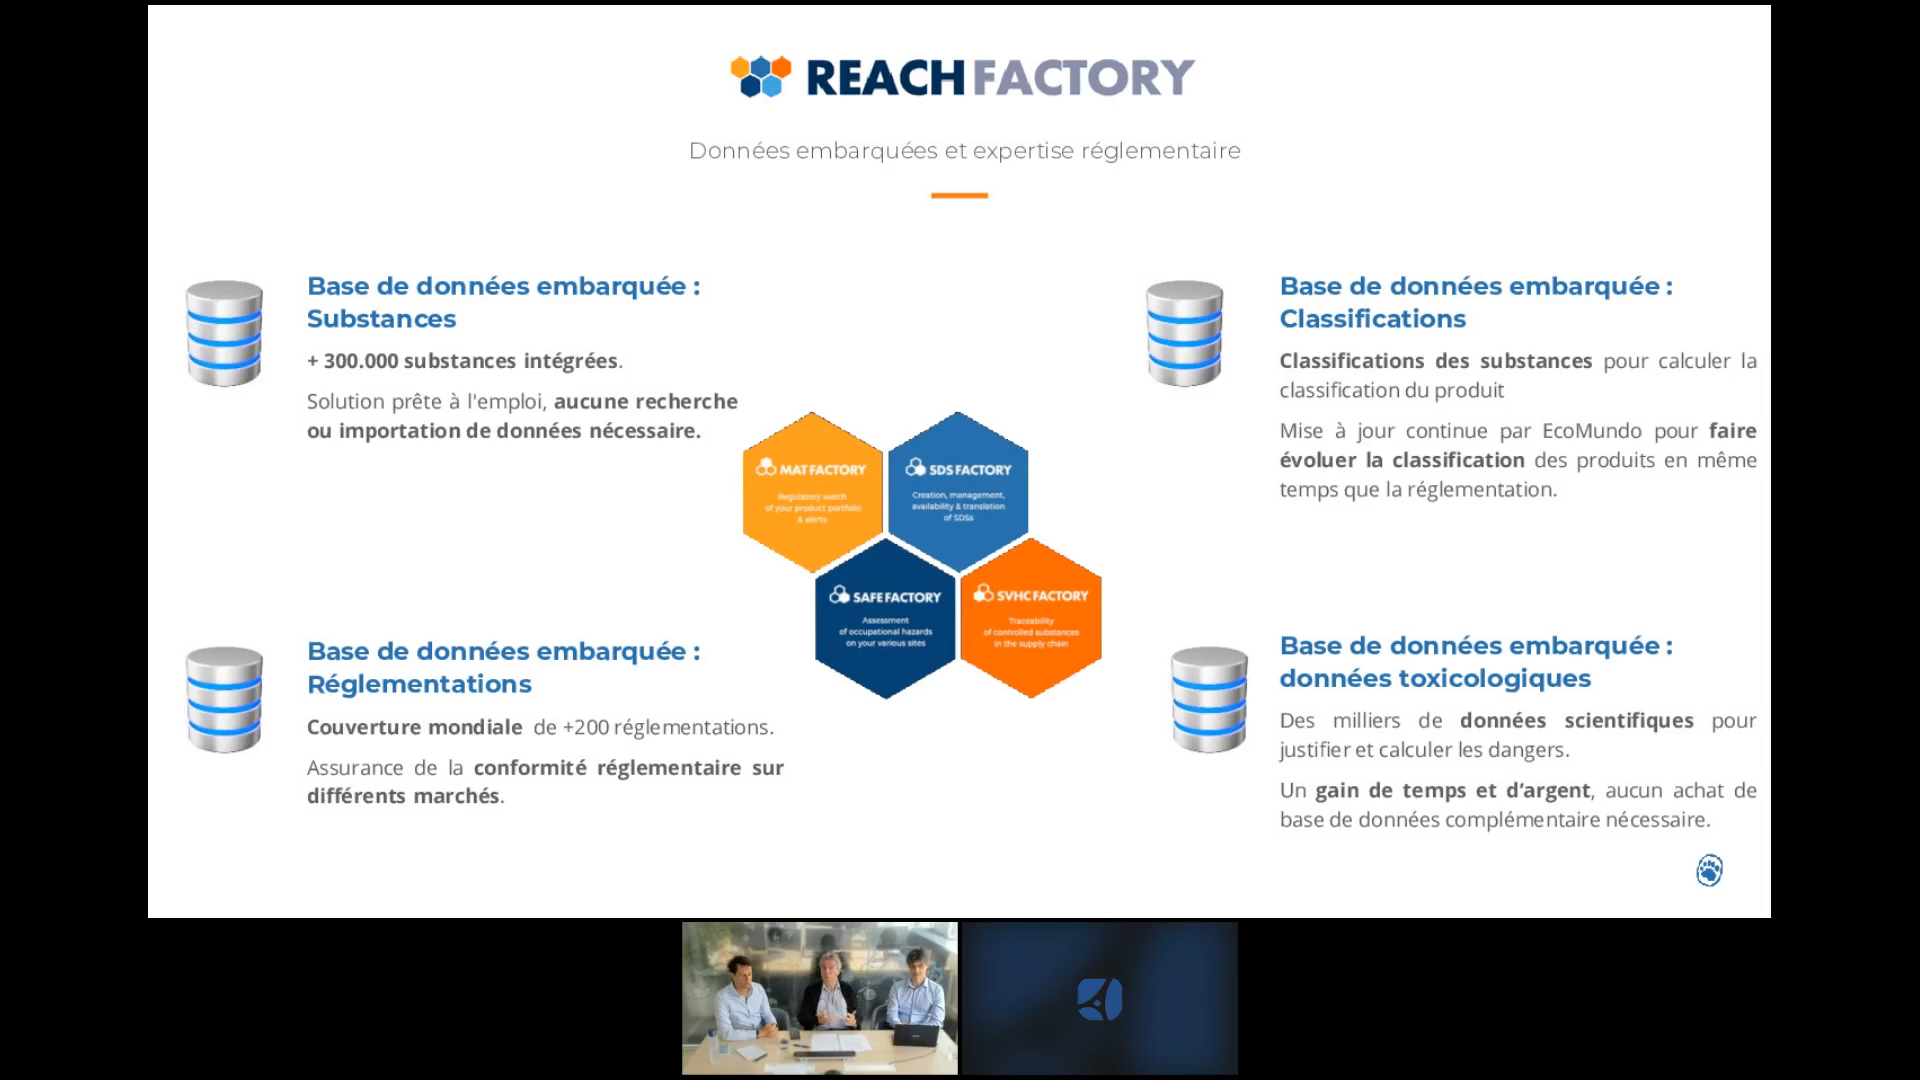 REACH FACTORY
Données embarquées et expertise réglementaire
Base de données embarquée :
Substances
+ 300.000 substances intégrées.
Solution prête à l'emploi, aucune recherche
ou importation de données nécessaire.
Base de données embarquée :
Classifications
Classifications des substances pour calculer la
classification du produit
Mise à jour continue par EcoMundo pour faire
évoluer la classification des produits en même
temps que la réglementation.
MAT FACTORY
Regulatory watch
of your product portfolio
& alerts
SDS FACTORY
Creation, management,
availability & translation
of SDSs
SAFE FACTORY
Assessment
of occupational hazards
on your various sites
SVHC FACTORY
Traceability
of controlled substances
in the supply chain
Base de données embarquée :
Réglementations
Couverture mondiale de +200 réglementations.
Assurance de la conformité réglementaire sur
différents marchés.
Base de données embarquée :
données toxicologiques
Des milliers de données scientifiques pour
justifier et calculer les dangers.
Un gain de temps et d’argent, aucun achat de
base de données complémentaire nécessaire.